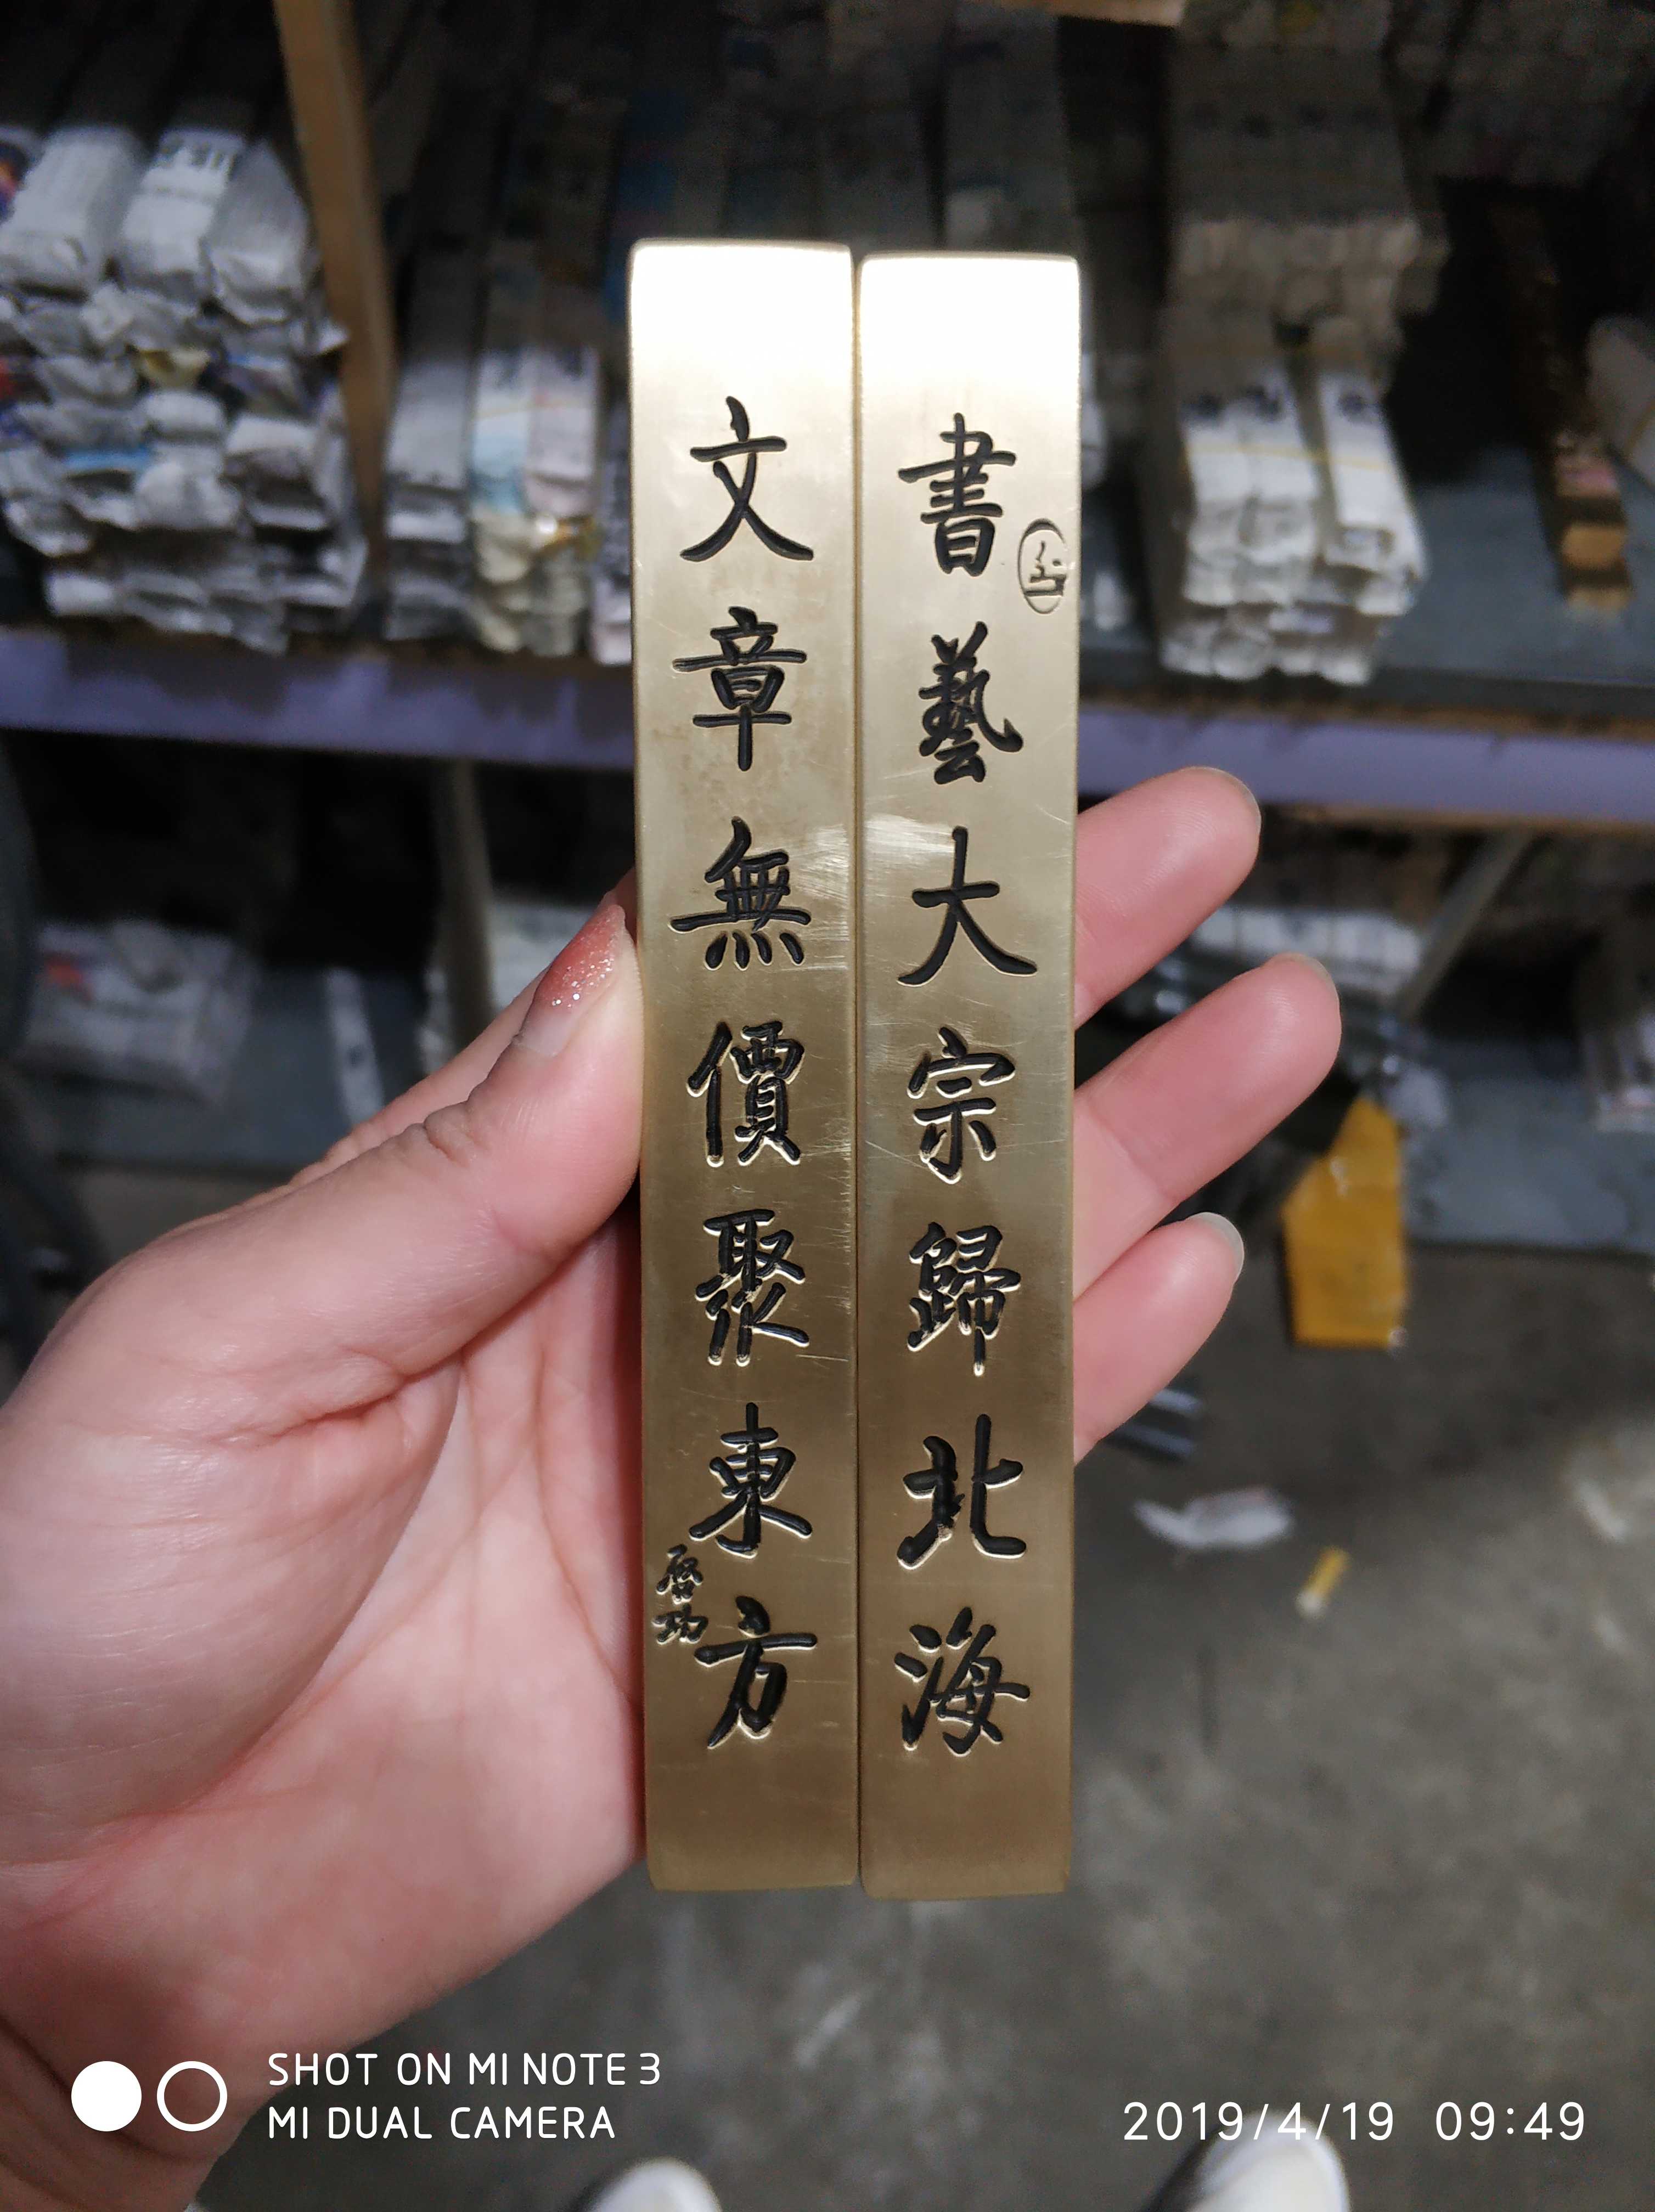 書藝大宗歸北海
文章無價聚東方
啓功
SHOT ON MI NOTE 3
MI DUAL CAMERA
2019/4/19 09:49